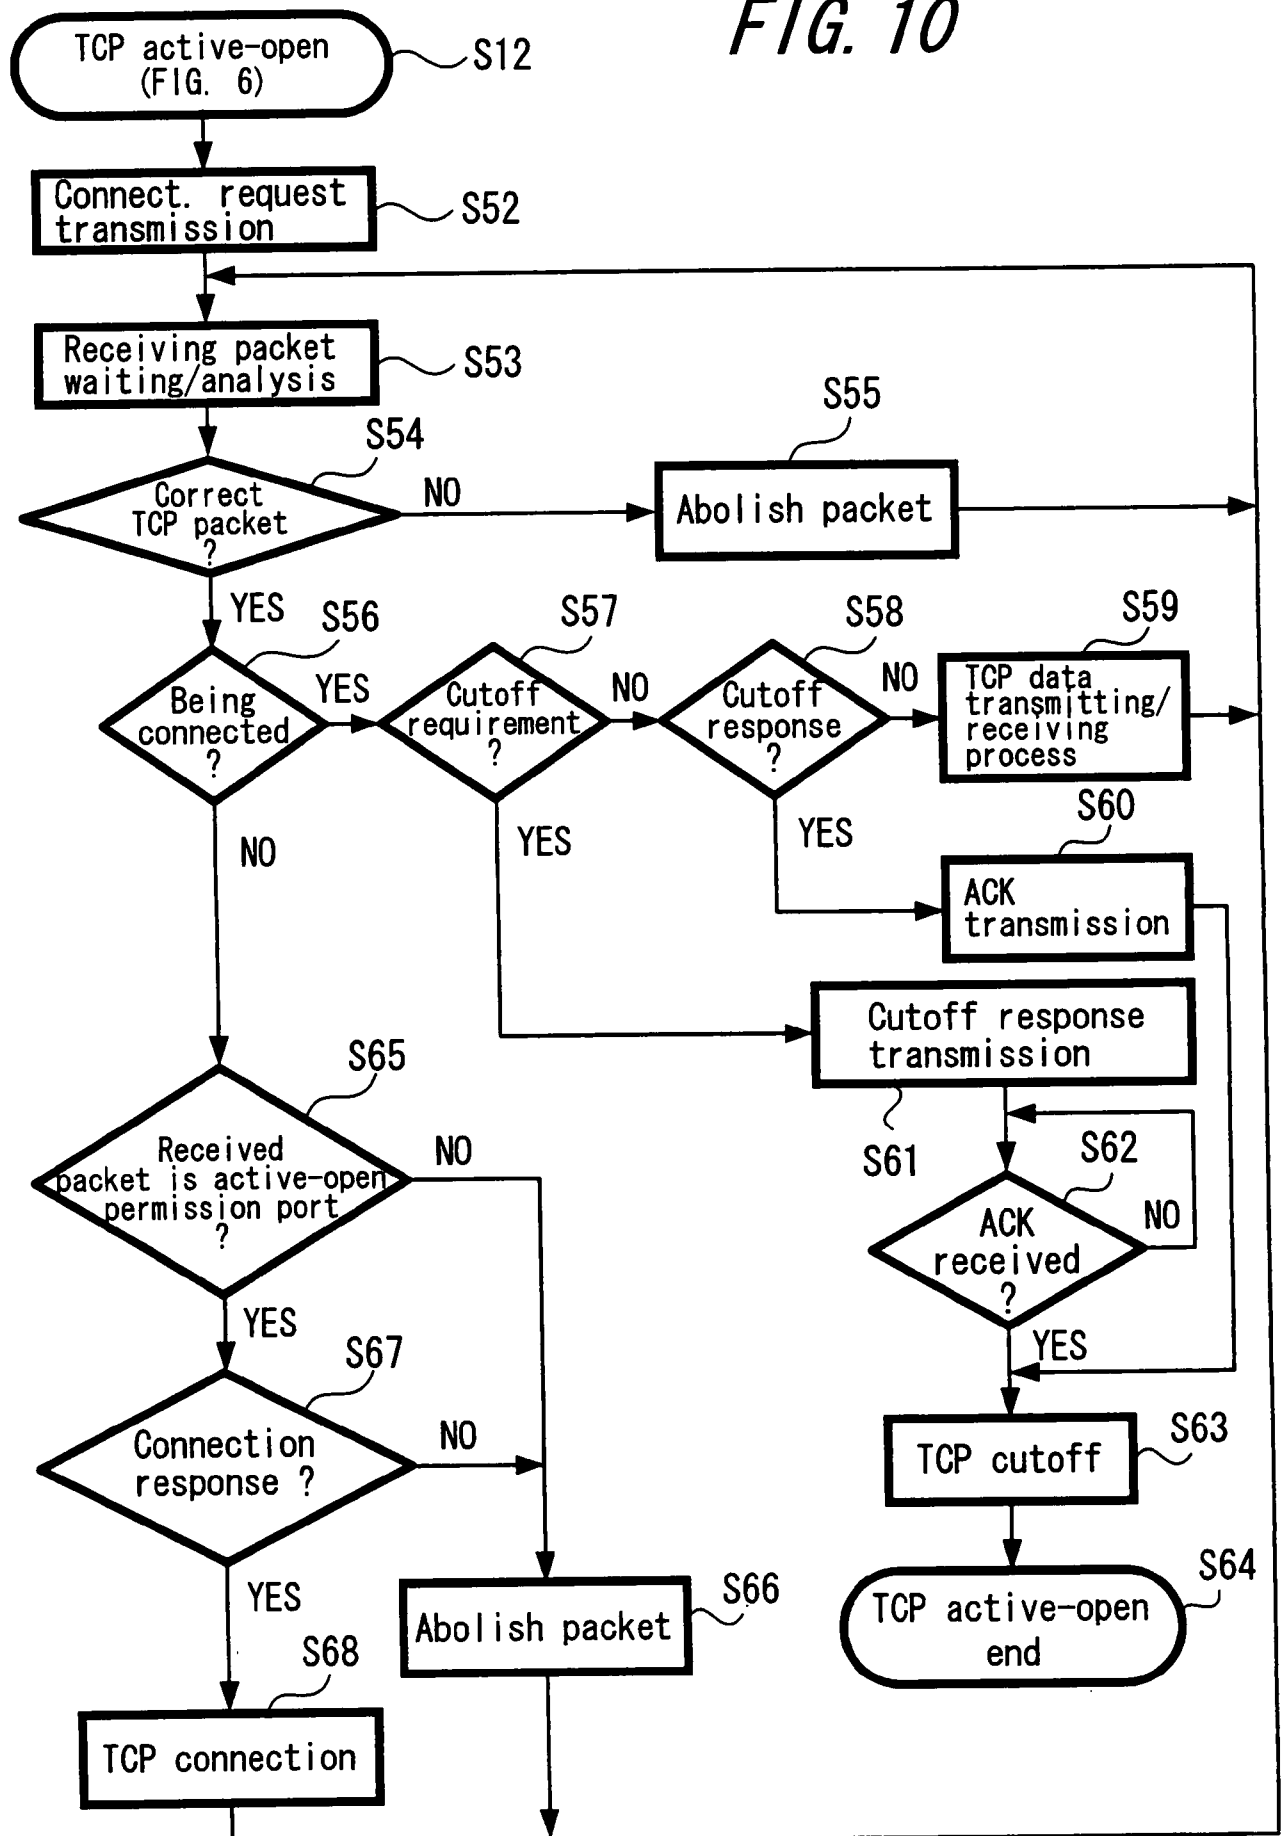 FIG. 10
TCP active-open
(FIG. 6)
S12
Connect. request
transmission
S52
Receiving packet
waiting/analysis
S53
S54
Correct
TCP packet
?
NO
S55
Abolish packet
YES
S56
Being
connected
?
YES
S57
Cutoff
requirement
?
NO
S58
Cutoff
response
?
NO
S59
TCP data
transmitting/
receiving
process
NO
YES
YES
S60
ACK
transmission
Cutoff response
transmission
S61
S62
ACK
received
?
NO
YES
S65
Received
packet is active-open
permission port
?
NO
YES
S67
Connection
response ?
NO
YES
S63
TCP cutoff
S64
TCP active-open
end
S66
Abolish packet
S68
TCP connection